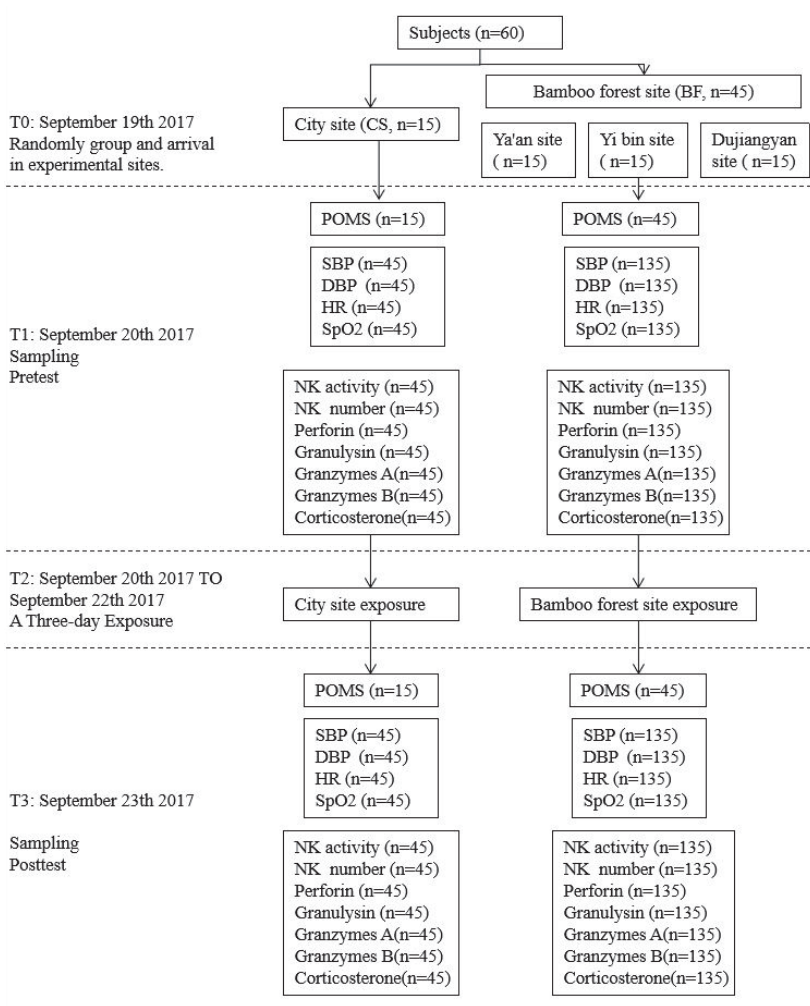 Subjects (n=60)
Bamboo forest site (BF, n=45)
T0: September 19th 2017
Randomly group and arrival
in experimental sites.
City site (CS, n=15)
Ya'an site
( n=15)
Yi bin site
( n=15)
Dujiangyan
site ( n=15)
T1: September 20th 2017
Sampling
Pretest
POMS (n=15)
SBP (n=45)
DBP (n=45)
HR (n=45)
SpO2 (n=45)
NK activity (n=45)
NK number (n=45)
Perforin (n=45)
Granulysin (n=45)
Granzymes A(n=45)
Granzymes B(n=45)
Corticosterone(n=45)
POMS (n=45)
SBP (n=135)
DBP (n=135)
HR (n=135)
SpO2 (n=135)
NK activity (n=135)
NK number (n=135)
Perforin (n=135)
Granulysin (n=135)
Granzymes A(n=135)
Granzymes B(n=135)
Corticosterone(n=135)
T2: September 20th 2017 TO
September 22th 2017
A Three-day Exposure
City site exposure
Bamboo forest site exposure
T3: September 23th 2017
Sampling
Posttest
POMS (n=15)
SBP (n=45)
DBP (n=45)
HR (n=45)
SpO2 (n=45)
NK activity (n=45)
NK number (n=45)
Perforin (n=45)
Granulysin (n=45)
Granzymes A(n=45)
Granzymes B(n=45)
Corticosterone(n=45)
POMS (n=45)
SBP (n=135)
DBP (n=135)
HR (n=135)
SpO2 (n=135)
NK activity (n=135)
NK number (n=135)
Perforin (n=135)
Granulysin (n=135)
Granzymes A(n=135)
Granzymes B(n=135)
Corticosterone(n=135)